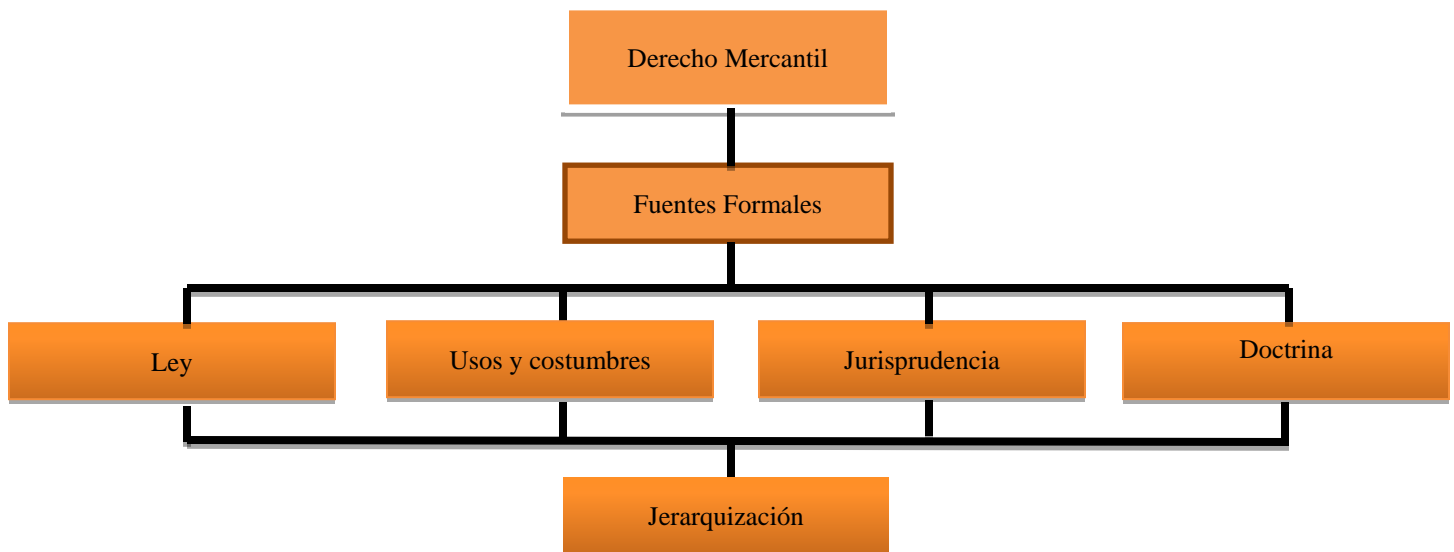 Derecho Mercantil
Fuentes Formales
Ley
Usos y costumbres
Jurisprudencia
Doctrina
Jerarquización